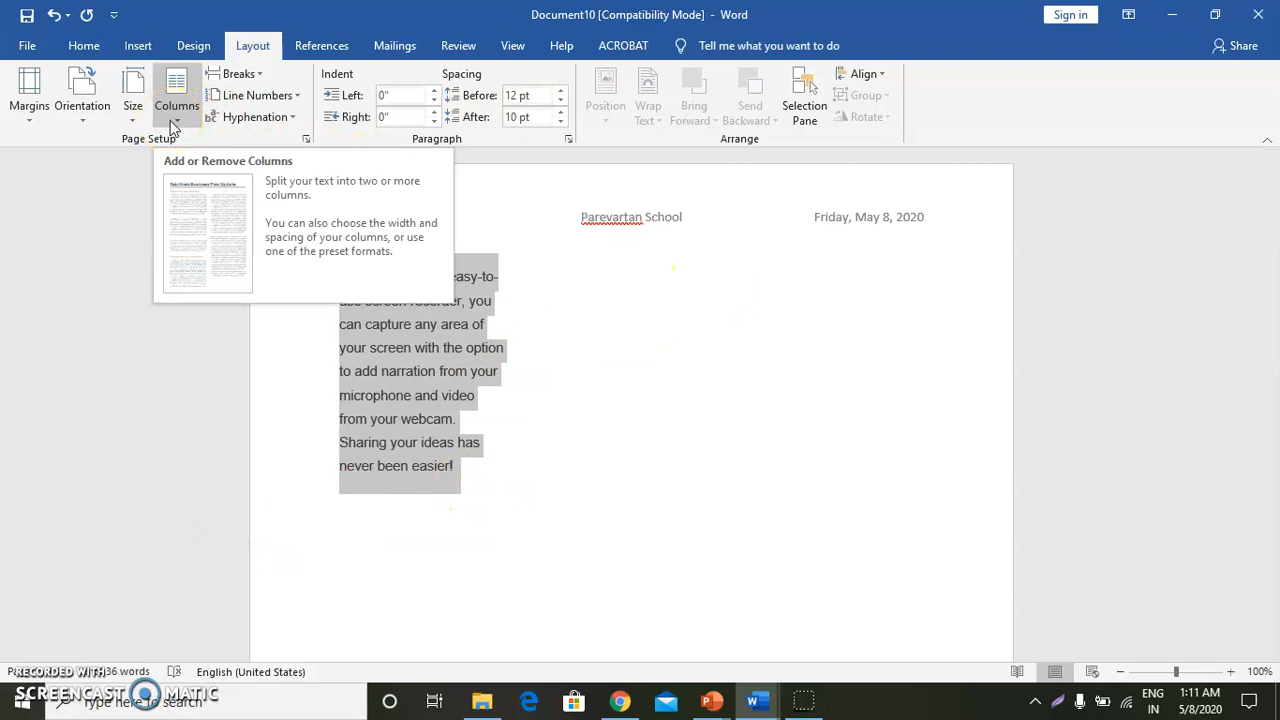 Document10 [Compatibility Mode] - Word
Sign in
File Home Insert Design Layout References Mailings Review View Help ACROBAT Tell me what you want to do Share
Margins Orientation Size Columns
Breaks
Line Numbers
Hyphenation
Page Setup
Indent
Left: 0"
Right: 0"
Spacing
Before: 12 pt
After: 10 pt
Paragraph
Position
Wrap Text
Bring Forward
Send Backward
Selection Pane
Align
Group
Rotate
Arrange
Add or Remove Columns
Split your text into two or more
columns.
You can also choose the width and
spacing of your columns, or use
one of the preset formats.
Parevartan School
Friday, May 8, 2020
easy-to-
use screen recorder, you
can capture any area of
your screen with the option
to add narration from your
microphone and video
from your webcam.
Sharing your ideas has
never been easier!
36 words English (United States) 100%
RECORDED WITH
SCREENCAST MATIC
Type here to search
ENG
IN
1:11 AM
5/8/2020